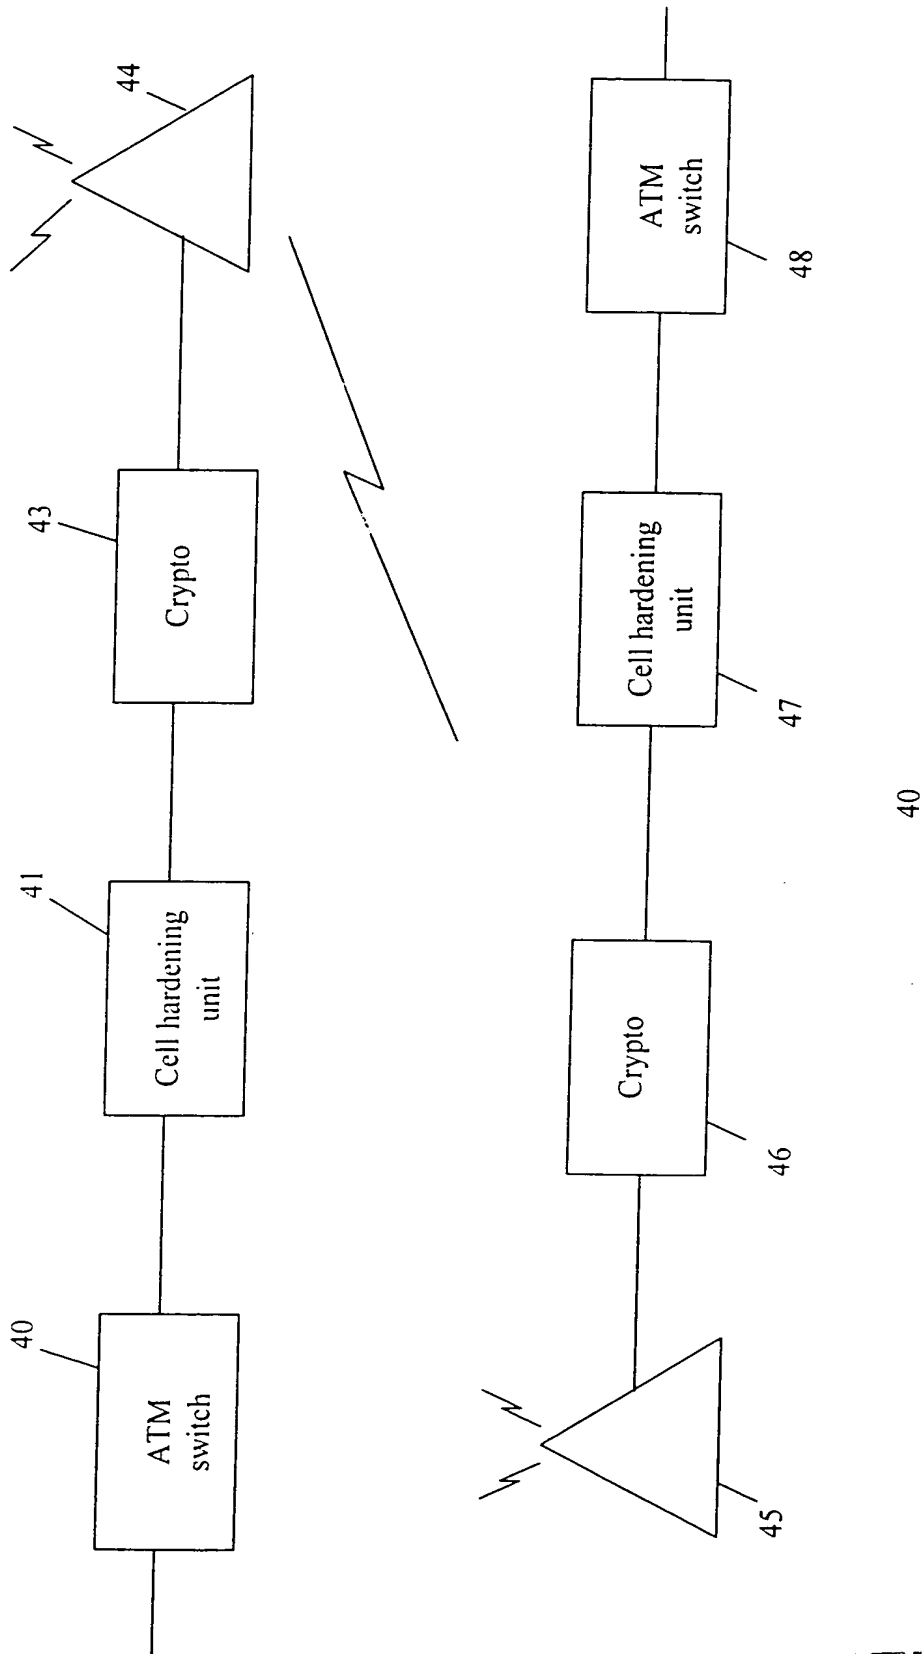 40
ATM
switch
41
Cell hardening
unit
43
Crypto
44
45
46
Crypto
47
Cell hardening
unit
48
ATM
switch
40